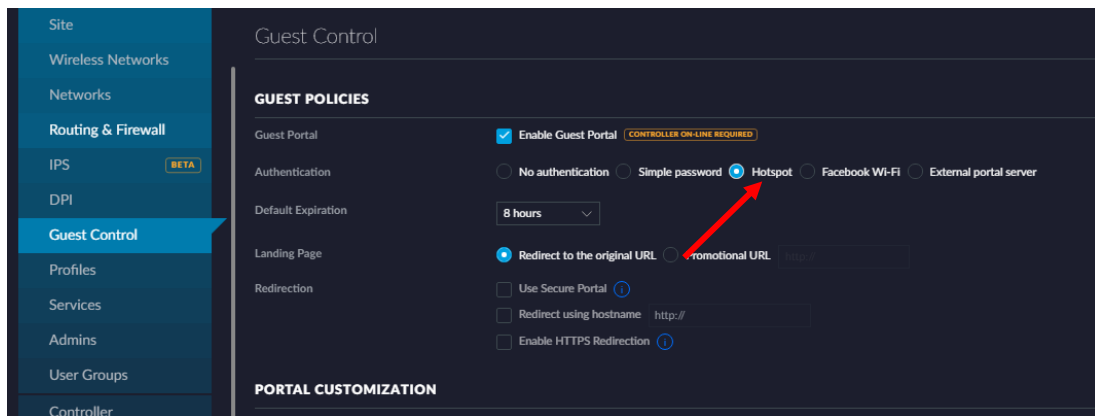 Site
Wireless Networks
Networks
Routing & Firewall
IPS BETA
DPI
Guest Control
Profiles
Services
Admins
User Groups
Controller
Guest Control
GUEST POLICIES
Guest Portal Enable Guest Portal CONTROLLER ON-LINE REQUIRED
Authentication No authentication Simple password Hotspot Facebook Wi-Fi External portal server
Default Expiration 8 hours
Landing Page Redirect to the original URL Promotional URL http://
Redirection Use Secure Portal
Redirect using hostname http://
Enable HTTPS Redirection
PORTAL CUSTOMIZATION